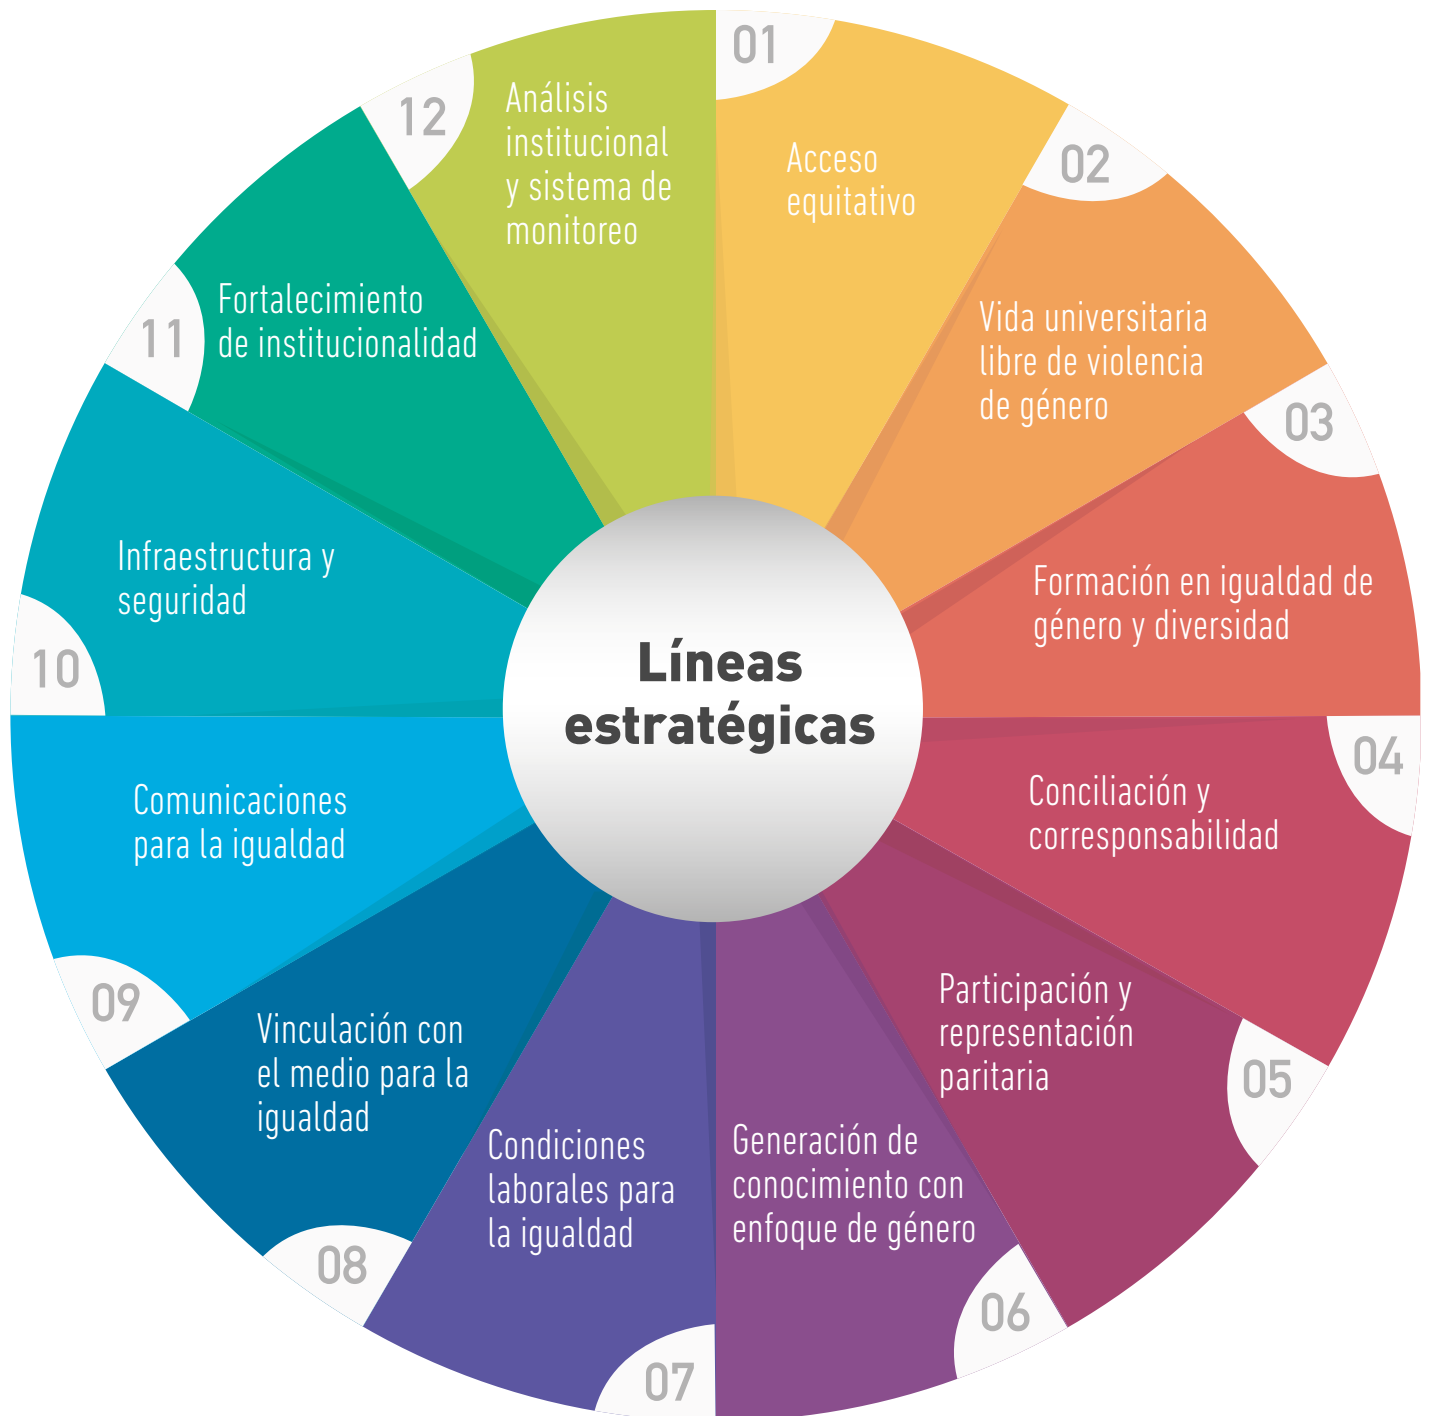 Líneas
estratégicas
01
Acceso
equitativo
02
Vida universitaria
libre de violencia
de género
03
Formación en igualdad de
género y diversidad
04
Conciliación y
corresponsabilidad
05
Participación y
representación
paritaria
06
Generación de
conocimiento con
enfoque de género
07
Condiciones
laborales para
la igualdad
08
Vinculación con
el medio para la
igualdad
09
Comunicaciones
para la igualdad
10
Infraestructura y
seguridad
11
Fortalecimiento
de institucionalidad
12
Análisis
institucional
y sistema de
monitoreo